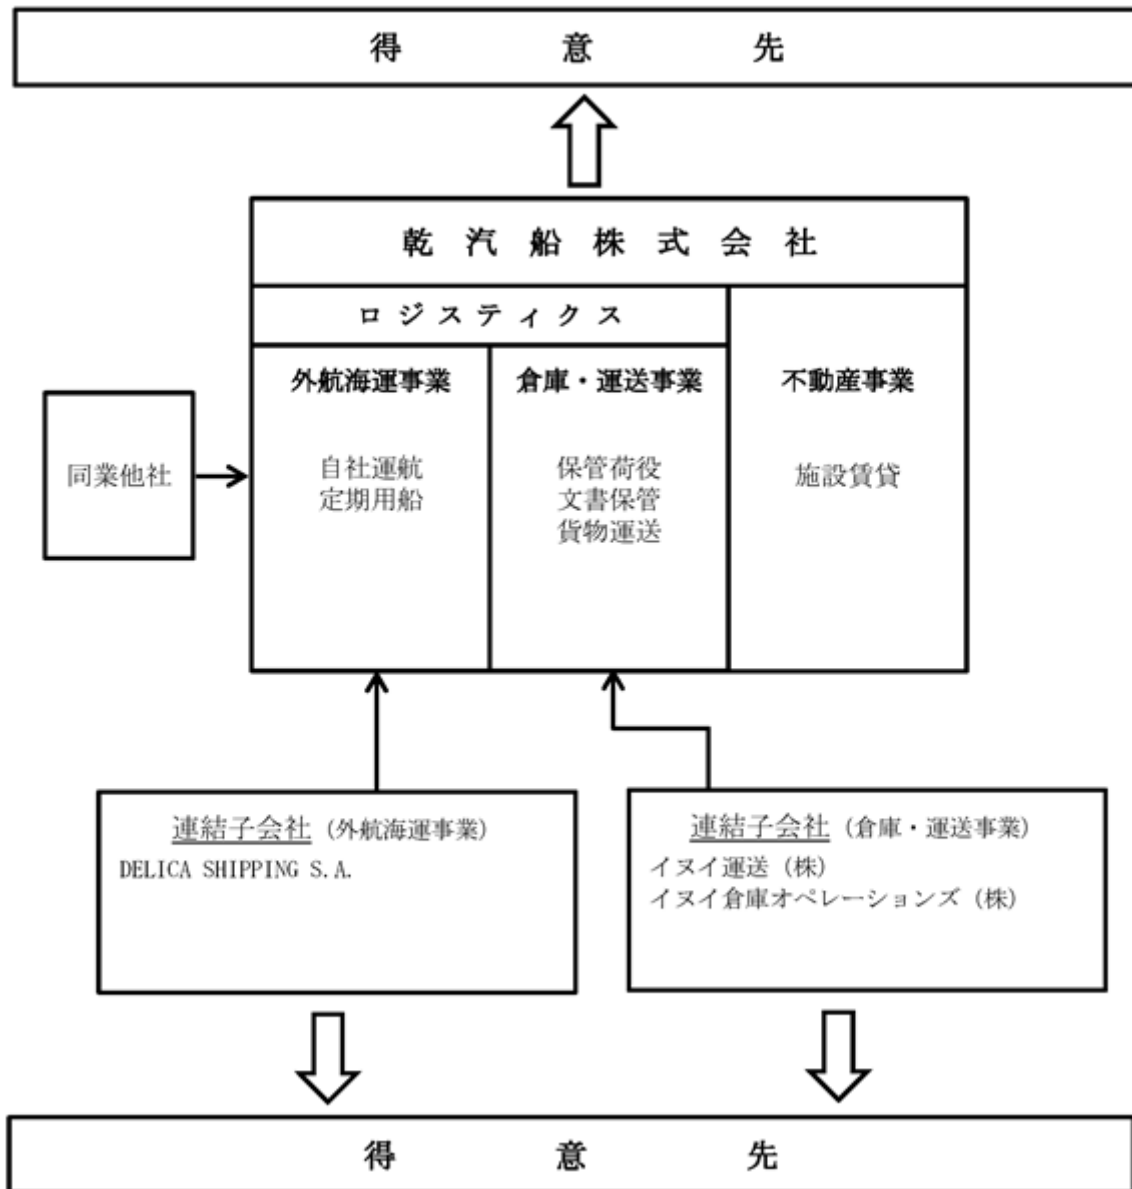 得意先
乾汽船株式会社
ロジスティクス
外航海運事業
自社運航
定期用船
倉庫・運送事業
保管荷役
文書保管
貨物運送
不動産事業
施設賃貸
同業他社
連結子会社（外航海運事業）
DELICA SHIPPING S.A.
連結子会社（倉庫・運送事業）
イヌイ運送（株）
イヌイ倉庫オペレーションズ（株）
得意先